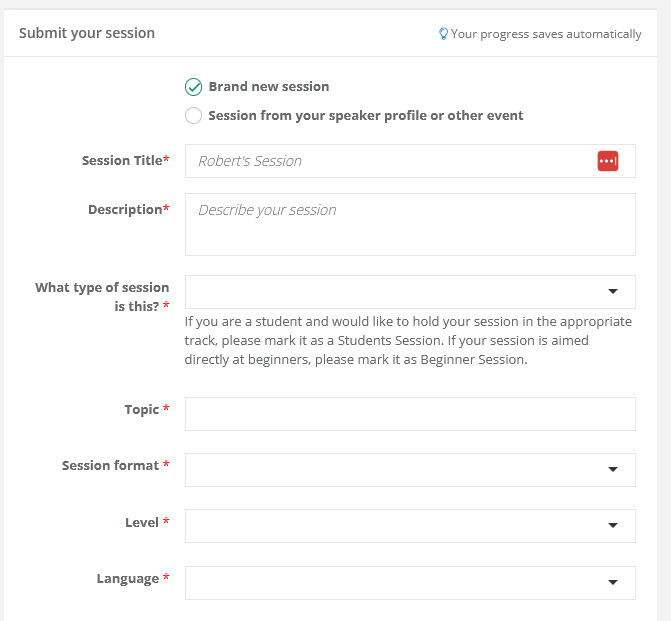 Submit your session
Your progress saves automatically
Brand new session
Session from your speaker profile or other event
Session Title*
Robert's Session
Description*
Describe your session
What type of session
is this? *
If you are a student and would like to hold your session in the appropriate
track, please mark it as a Students Session. If your session is aimed
directly at beginners, please mark it as Beginner Session.
Topic *
Session format *
Level *
Language *